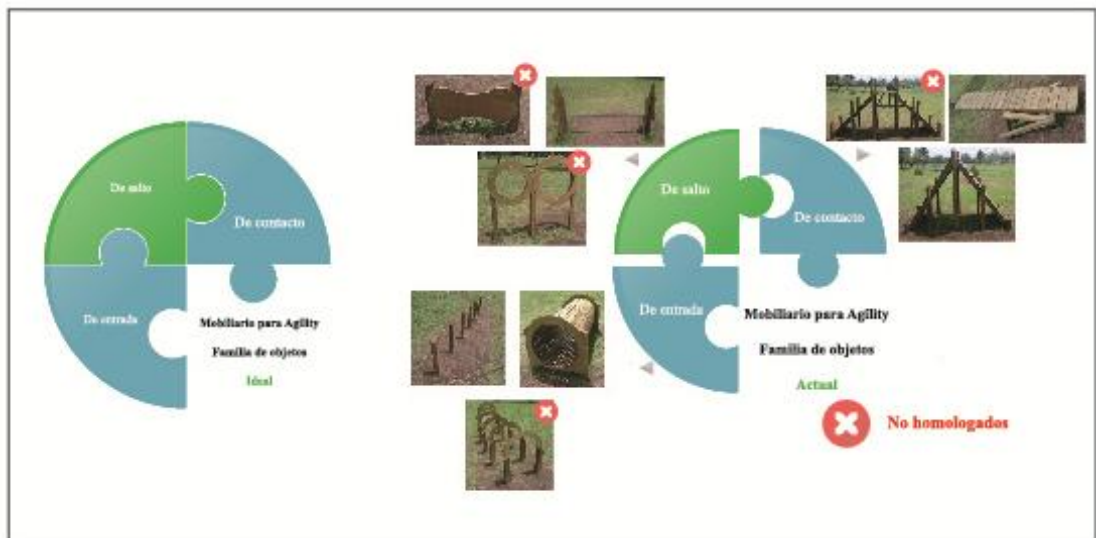 De salto
De contacto
De entrada
Mobiliario para Agility
Familia de objetos
Ideal
De salto
De contacto
De entrada
Mobiliario para Agility
Familia de objetos
Actual
No homologados